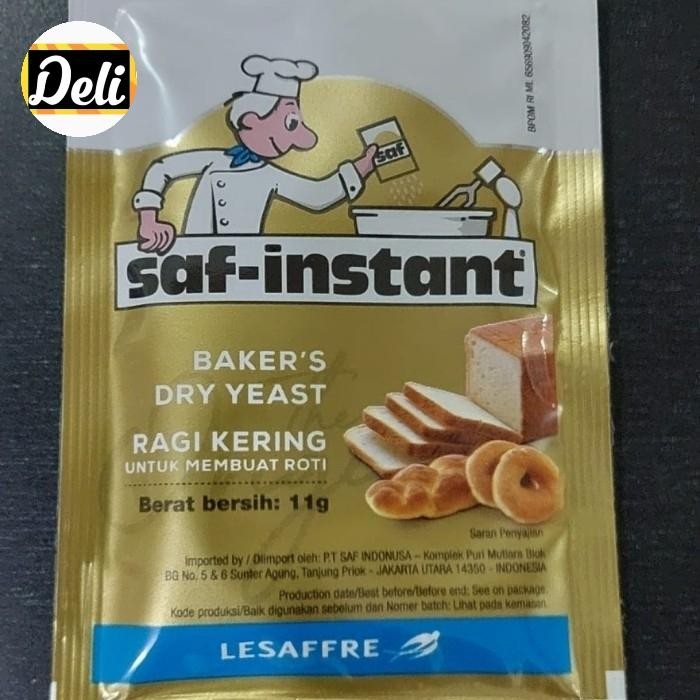 Deli
BPOM RI ML 656909042082
saf
saf-instant®
BAKER'S
DRY YEAST
RAGI KERING
UNTUK MEMBUAT ROTI
Berat bersih: 11g
Saran Penyajian
Imported by / Diimport oleh: P.T SAF INDONUSA – Komplek Puri Mutiara Blok
BG No. 5 & 6 Sunter Agung, Tanjung Priok - JAKARTA UTARA 14350 - INDONESIA
Production date/Best before/Before end: See on package.
Kode produksi/Baik digunakan sebelum dan Nomer batch: Lihat pada kemasan.
LESAFFRE